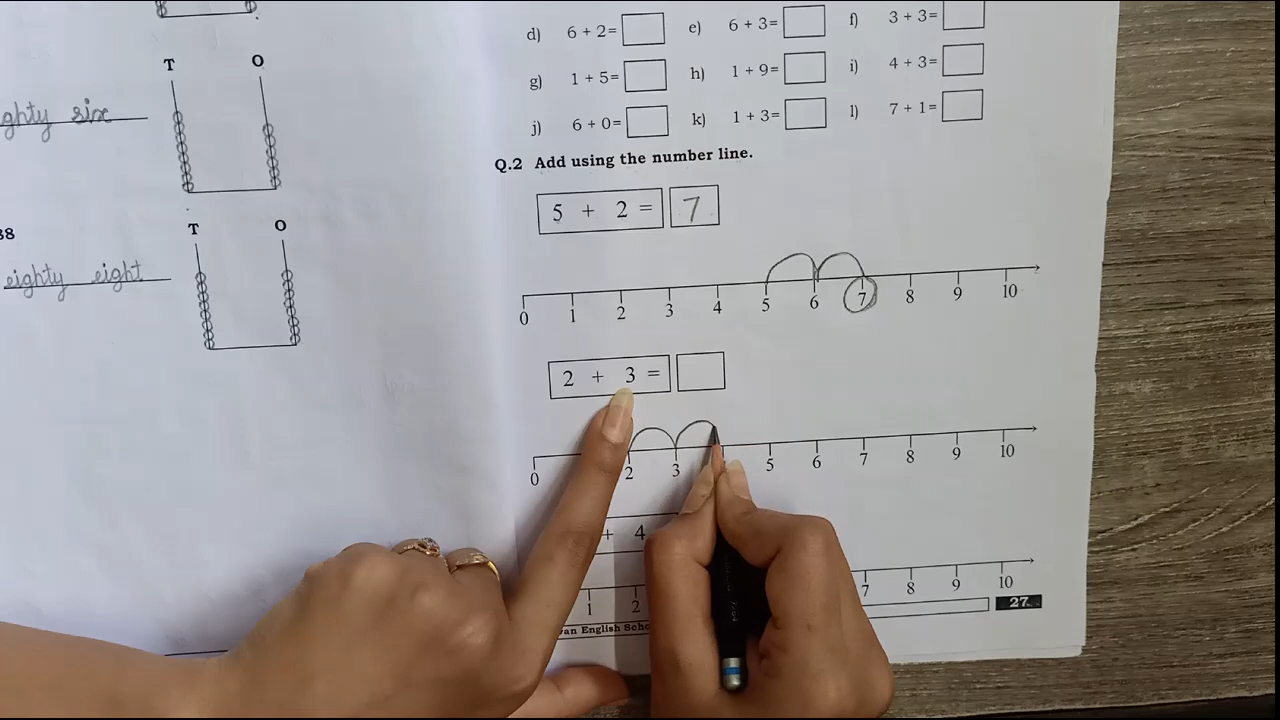 T O
ghty six
T O
38
eighty eight
d) 6 + 2= e) 6 + 3= f) 3 + 3=
g) 1 + 5= h) 1 + 9= i) 4 + 3=
j) 6 + 0= k) 1 + 3= l) 7 + 1=
Q.2 Add using the number line.
5 + 2 = 7
0 1 2 3 4 5 6 7 8 9 10
2 + 3 =
0 2 3 5 6 7 8 9 10
+ 4
1 2 7 8 9 10
English 27